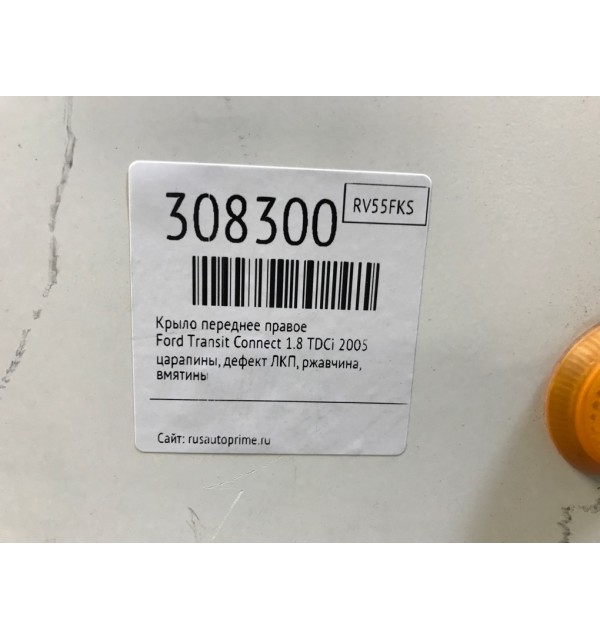 308300
RV55FKS
Крыло переднее правое
Ford Transit Connect 1.8 TDCi 2005
царапины, дефект ЛКП, ржавчина,
вмятины
Сайт: rusautoprime.ru